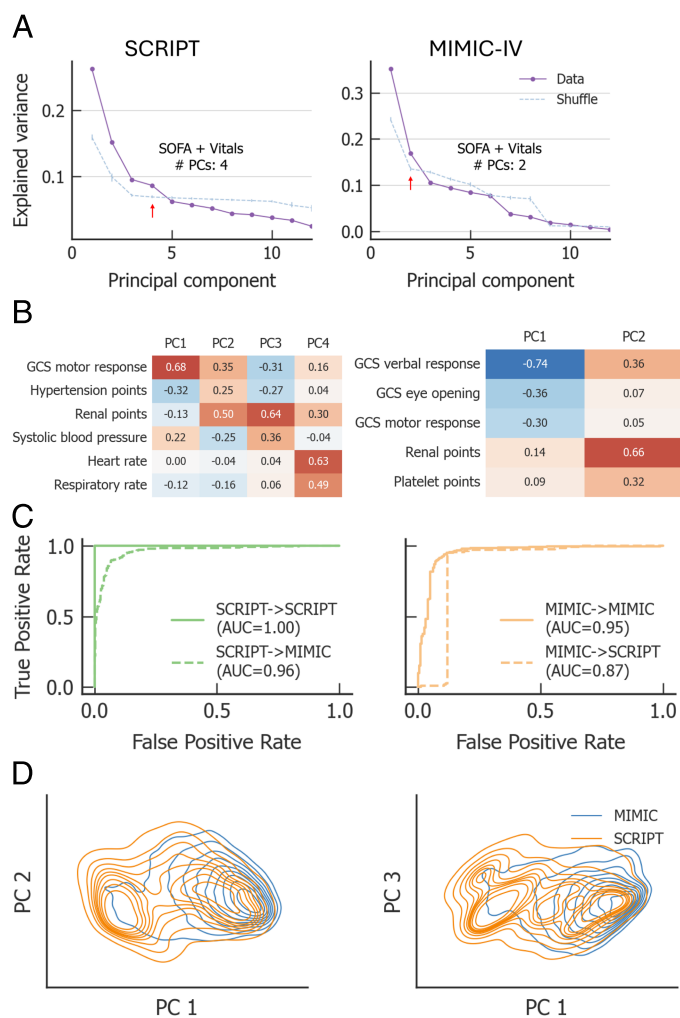 A
SCRIPT
MIMIC-IV
Explained variance
0.2
0.1
SOFA + Vitals
# PCs: 4
0
5
10
Principal component
0.3
0.2
0.1
0.0
Data
Shuffle
SOFA + Vitals
# PCs: 2
0
5
10
Principal component
B
PC1 PC2 PC3 PC4
GCS motor response 0.68 0.35 -0.31 0.16
Hypertension points -0.32 0.25 -0.27 0.04
Renal points -0.13 0.50 0.64 0.30
Systolic blood pressure 0.22 -0.25 0.36 -0.04
Heart rate 0.00 -0.04 0.04 0.63
Respiratory rate -0.12 -0.16 0.06 0.49
PC1 PC2
GCS verbal response -0.74 0.36
GCS eye opening -0.36 0.07
GCS motor response -0.30 0.05
Renal points 0.14 0.66
Platelet points 0.09 0.32
C
True Positive Rate
1.0
0.5
0.0
SCRIPT->SCRIPT
(AUC=1.00)
SCRIPT->MIMIC
(AUC=0.96)
0.0 0.5 1.0
False Positive Rate
1.0
0.5
0.0
MIMIC->MIMIC
(AUC=0.95)
MIMIC->SCRIPT
(AUC=0.87)
0.0 0.5 1.0
False Positive Rate
D
PC 2
PC 1
PC 3
MIMIC
SCRIPT
PC 1